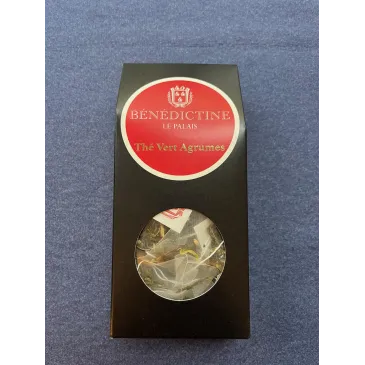 BÉNÉDICTINE
LE PALAIS
Thé Vert Agrumes